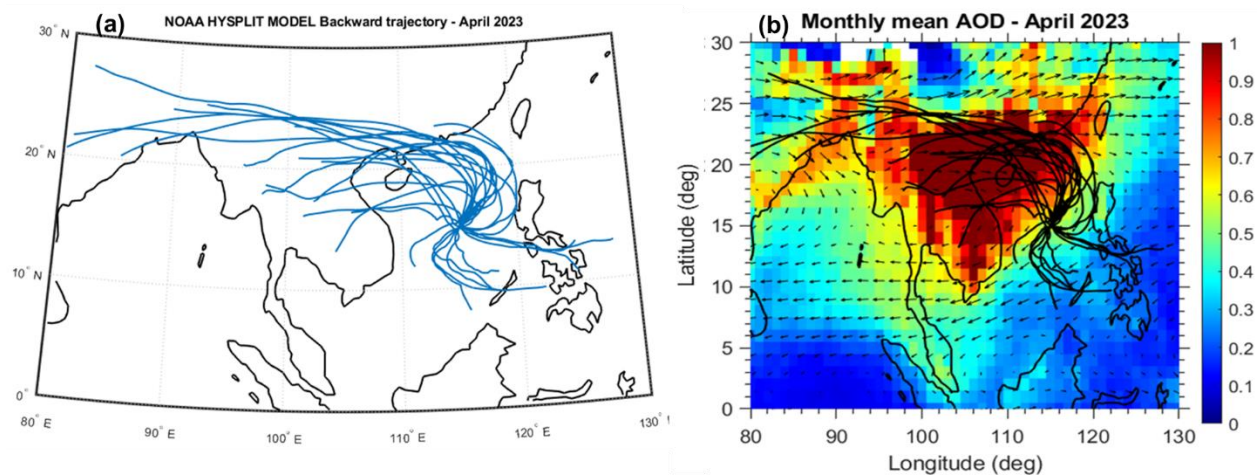 (a)
NOAA HYSPLIT MODEL Backward trajectory - April 2023
30° N
20° N
10° N
0°
80° E
90° E
100° E
110° E
120° E
130° E
(b)
Monthly mean AOD - April 2023
Latitude (deg)
30
25
20
15
10
5
0
80
90
100
110
120
130
Longitude (deg)
1
0.9
0.8
0.7
0.6
0.5
0.4
0.3
0.2
0.1
0